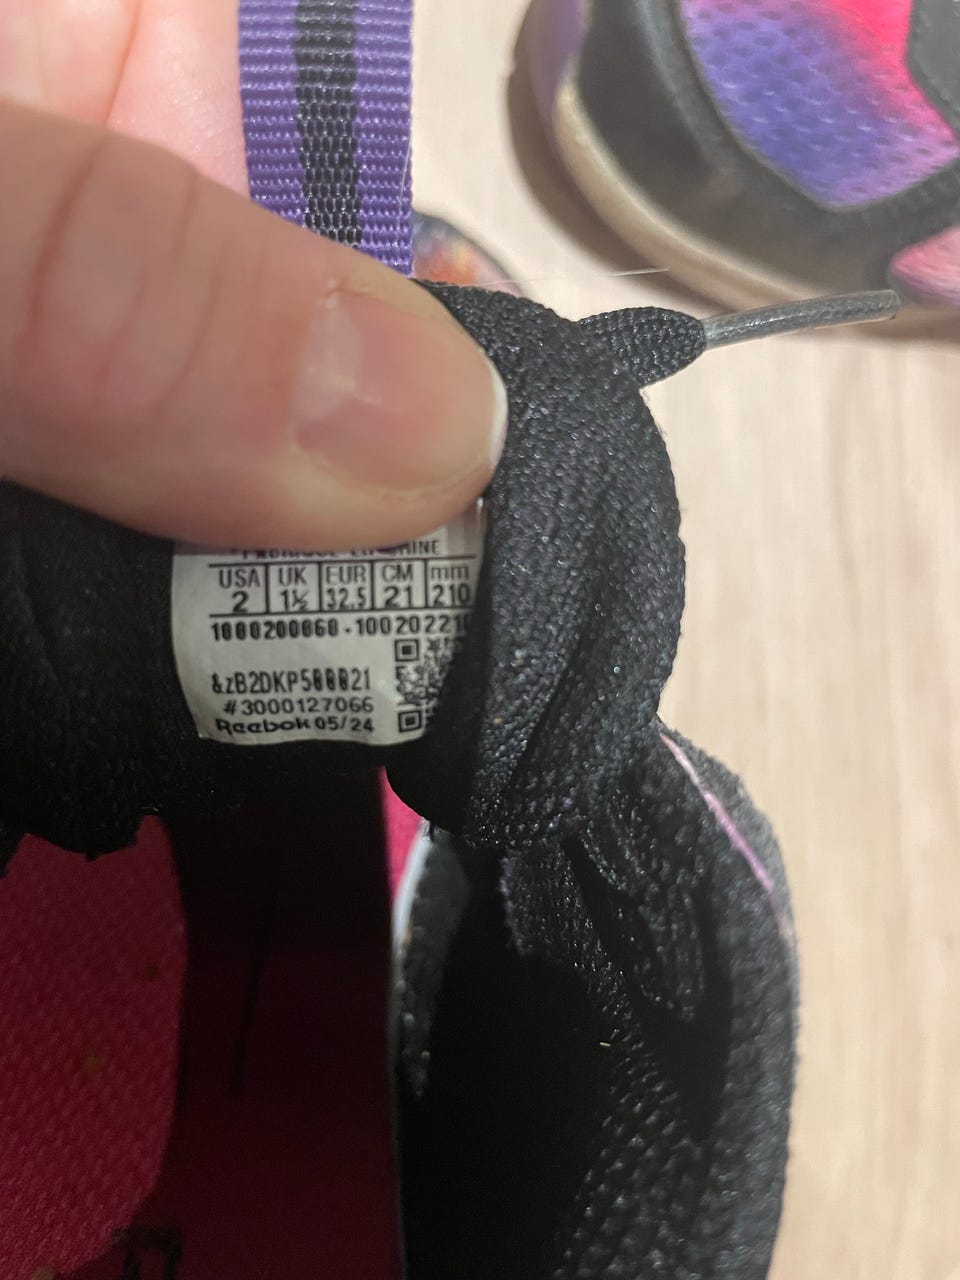 USA UK EUR CM mm
2 1½ 32.5 21 210
1000200060 - 10020221
&zB2DKP500021
#3000127066
Reebok 05/24